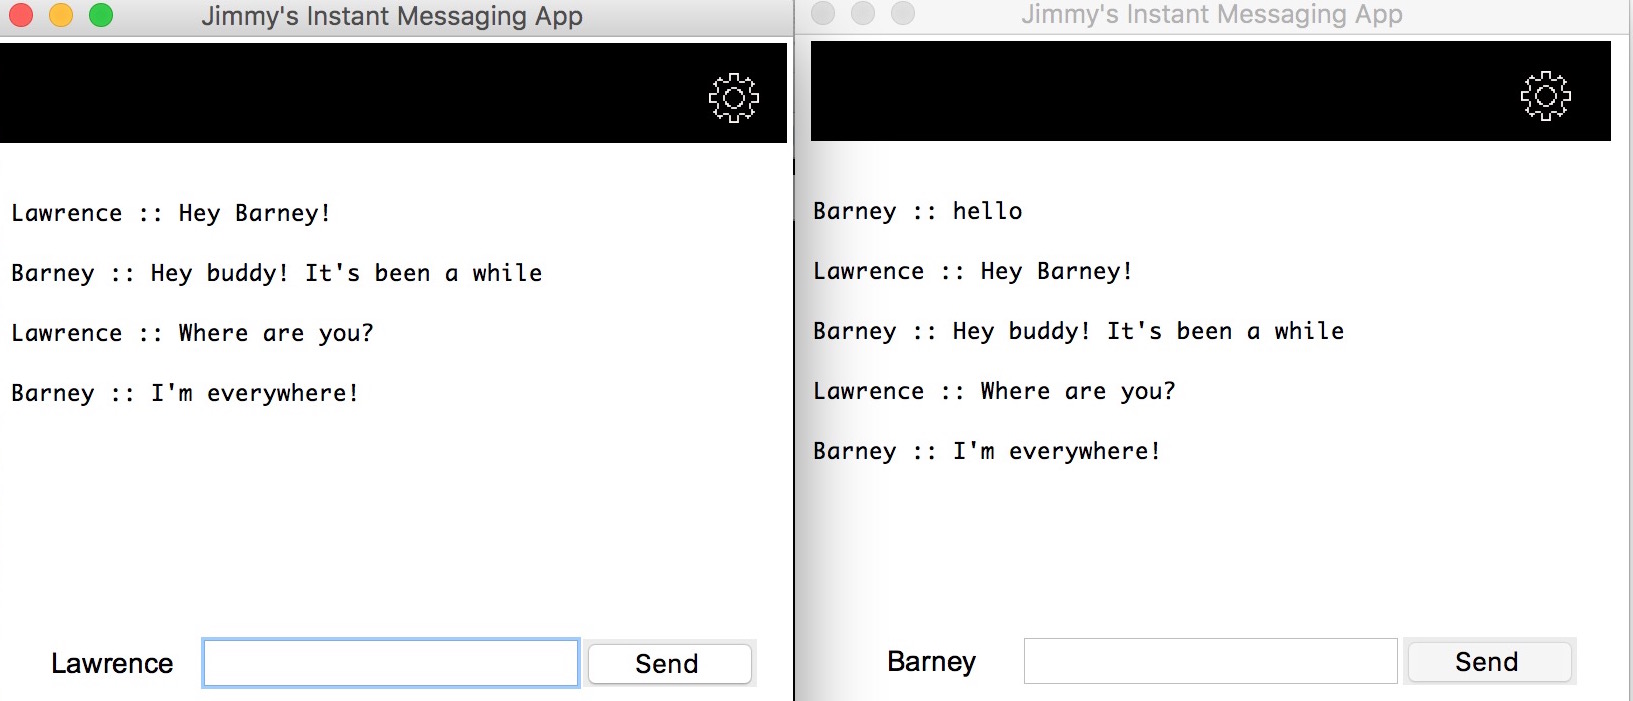 Jimmy's Instant Messaging App
Lawrence :: Hey Barney!
Barney :: Hey buddy! It's been a while
Lawrence :: Where are you?
Barney :: I'm everywhere!
Lawrence
Send
Jimmy's Instant Messaging App
Barney :: hello
Lawrence :: Hey Barney!
Barney :: Hey buddy! It's been a while
Lawrence :: Where are you?
Barney :: I'm everywhere!
Barney
Send